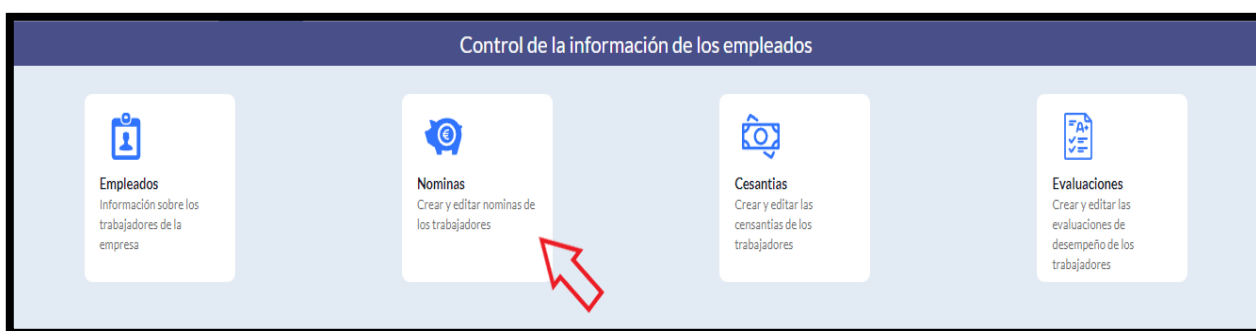 Control de la información de los empleados
Empleados
Información sobre los
trabajadores de la
empresa
Nominas
Crear y editar nominas de
los trabajadores
Cesantias
Crear y editar las
censantias de los
trabajadores
A+
Evaluaciones
Crear y editar las
evaluaciones de
desempeño de los
trabajadores